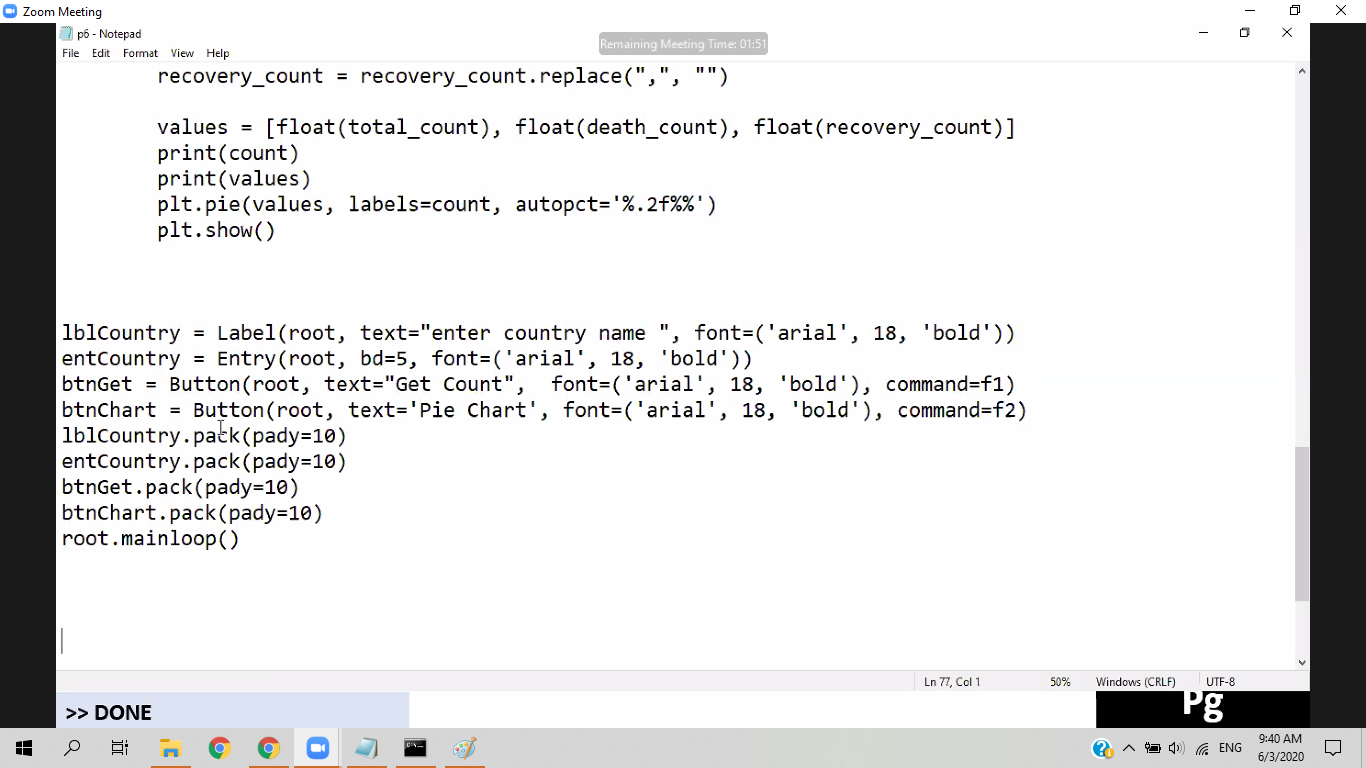 Zoom Meeting
p6 - Notepad
Remaining Meeting Time: 01:51
File Edit Format View Help
recovery_count = recovery_count.replace(",", "")
values = [float(total_count), float(death_count), float(recovery_count)]
print(count)
print(values)
plt.pie(values, labels=count, autopct='%.2f%%')
plt.show()
lblCountry = Label(root, text="enter country name ", font=('arial', 18, 'bold'))
entCountry = Entry(root, bd=5, font=('arial', 18, 'bold'))
btnGet = Button(root, text="Get Count",  font=('arial', 18, 'bold'), command=f1)
btnChart = Button(root, text='Pie Chart', font=('arial', 18, 'bold'), command=f2)
lblCountry.pack(pady=10)
entCountry.pack(pady=10)
btnGet.pack(pady=10)
btnChart.pack(pady=10)
root.mainloop()
Ln 77, Col 1 50% Windows (CRLF) UTF-8
>> DONE
Pg
ENG
9:40 AM
6/3/2020